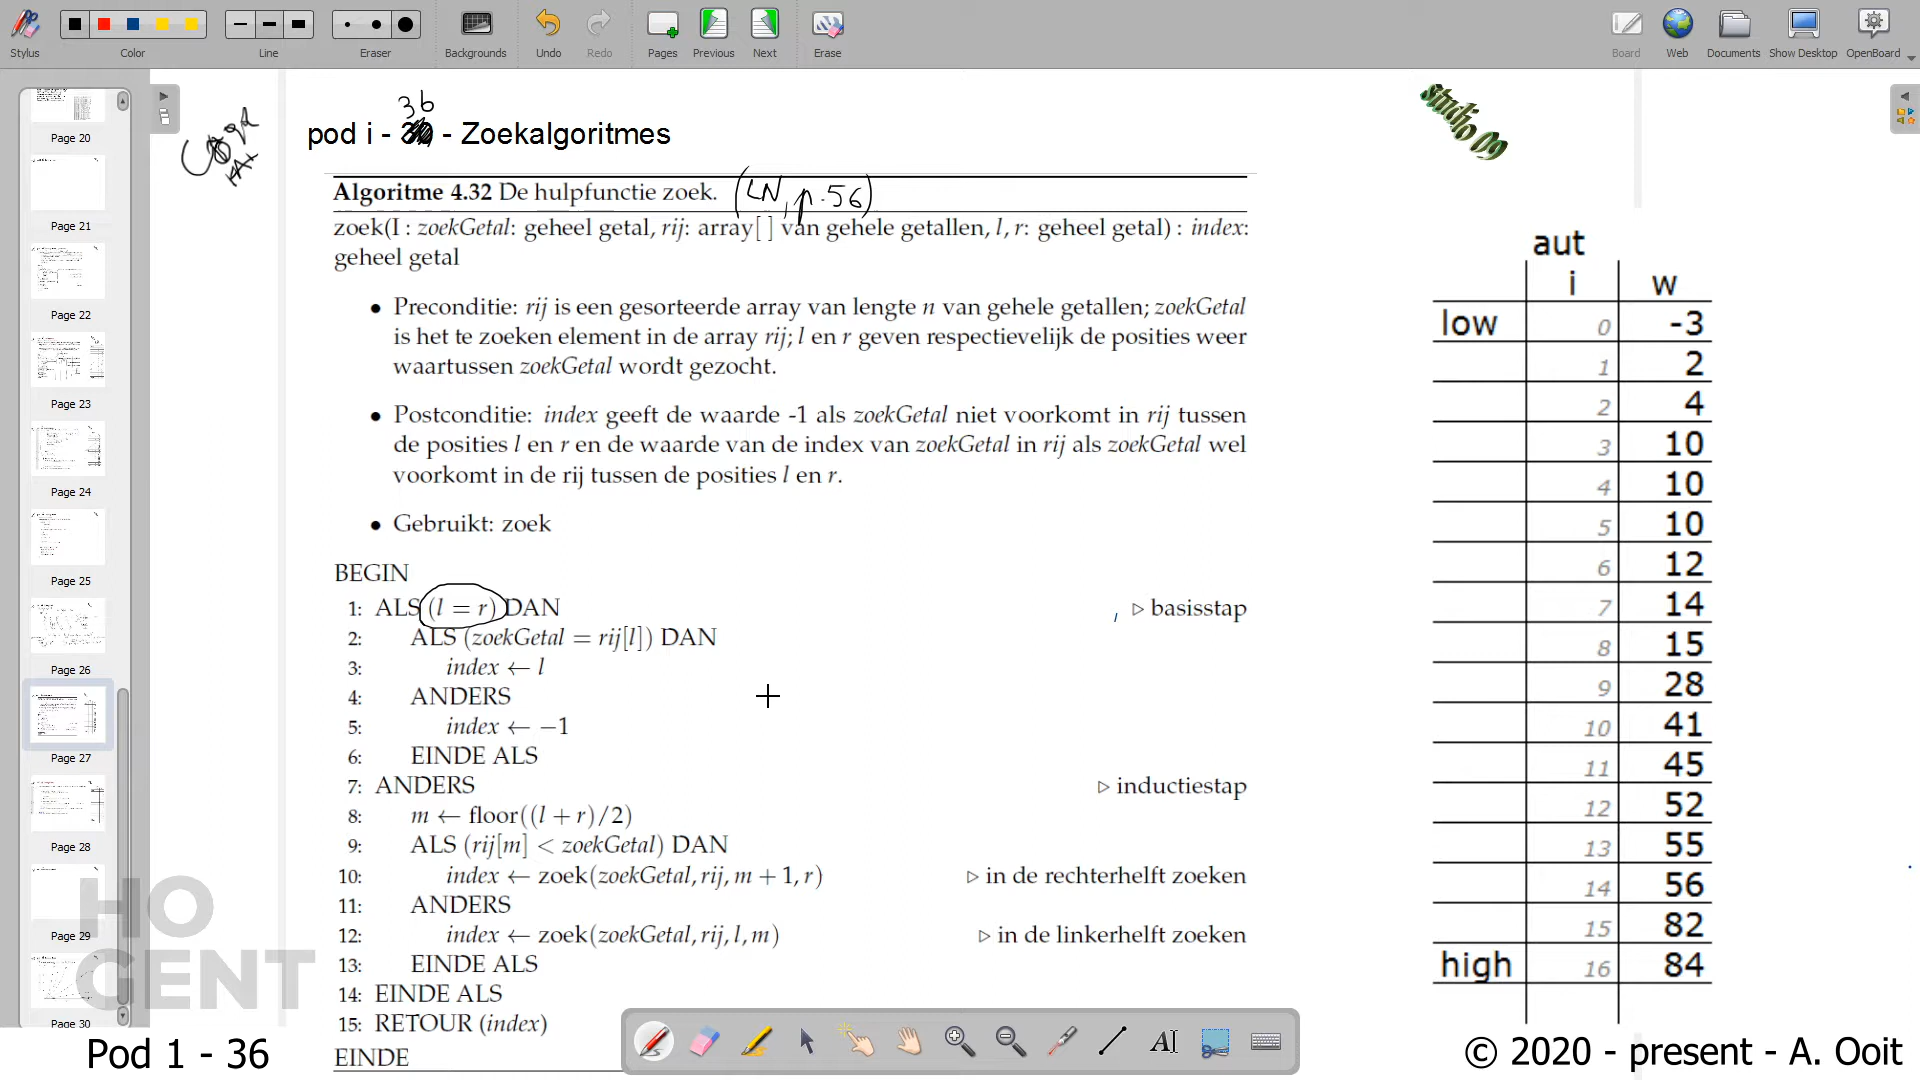 Stylus
Color
Line
Eraser
Backgrounds
Undo
Redo
Pages
Previous
Next
Erase
Board
Web
Documents
Show Desktop
OpenBoard
Page 20
Page 21
Page 22
Page 23
Page 24
Page 25
Page 26
Page 27
Page 28
Page 29
Page 30
HO
GENT
Pod 1 - 36
36
pod i - - Zoekalgoritmes
studio 09
Algoritme 4.32 De hulpfunctie zoek. (LN, p. 56)
zoek(I : zoekGetal: geheel getal, rij: array[ ] van gehele getallen, l, r: geheel getal) : index:
geheel getal
• Preconditie: rij is een gesorteerde array van lengte n van gehele getallen; zoekGetal
is het te zoeken element in de array rij; l en r geven respectievelijk de posities weer
waartussen zoekGetal wordt gezocht.
• Postconditie: index geeft de waarde -1 als zoekGetal niet voorkomt in rij tussen
de posities l en r en de waarde van de index van zoekGetal in rij als zoekGetal wel
voorkomt in de rij tussen de posities l en r.
• Gebruikt: zoek
BEGIN
1: ALS (l = r) DAN ▷ basisstap
2: ALS (zoekGetal = rij[l]) DAN
3: index ← l
4: ANDERS
5: index ← −1
6: EINDE ALS
7: ANDERS ▷ inductiestap
8: m ← floor((l + r)/2)
9: ALS (rij[m] < zoekGetal) DAN
10: index ← zoek(zoekGetal, rij, m + 1, r) ▷ in de rechterhelft zoeken
11: ANDERS
12: index ← zoek(zoekGetal, rij, l, m) ▷ in de linkerhelft zoeken
13: EINDE ALS
14: EINDE ALS
15: RETOUR (index)
EINDE
aut
i w
low 0 -3
1 2
2 4
3 10
4 10
5 10
6 12
7 14
8 15
9 28
10 41
11 45
12 52
13 55
14 56
15 82
high 16 84
© 2020 - present - A. Ooit